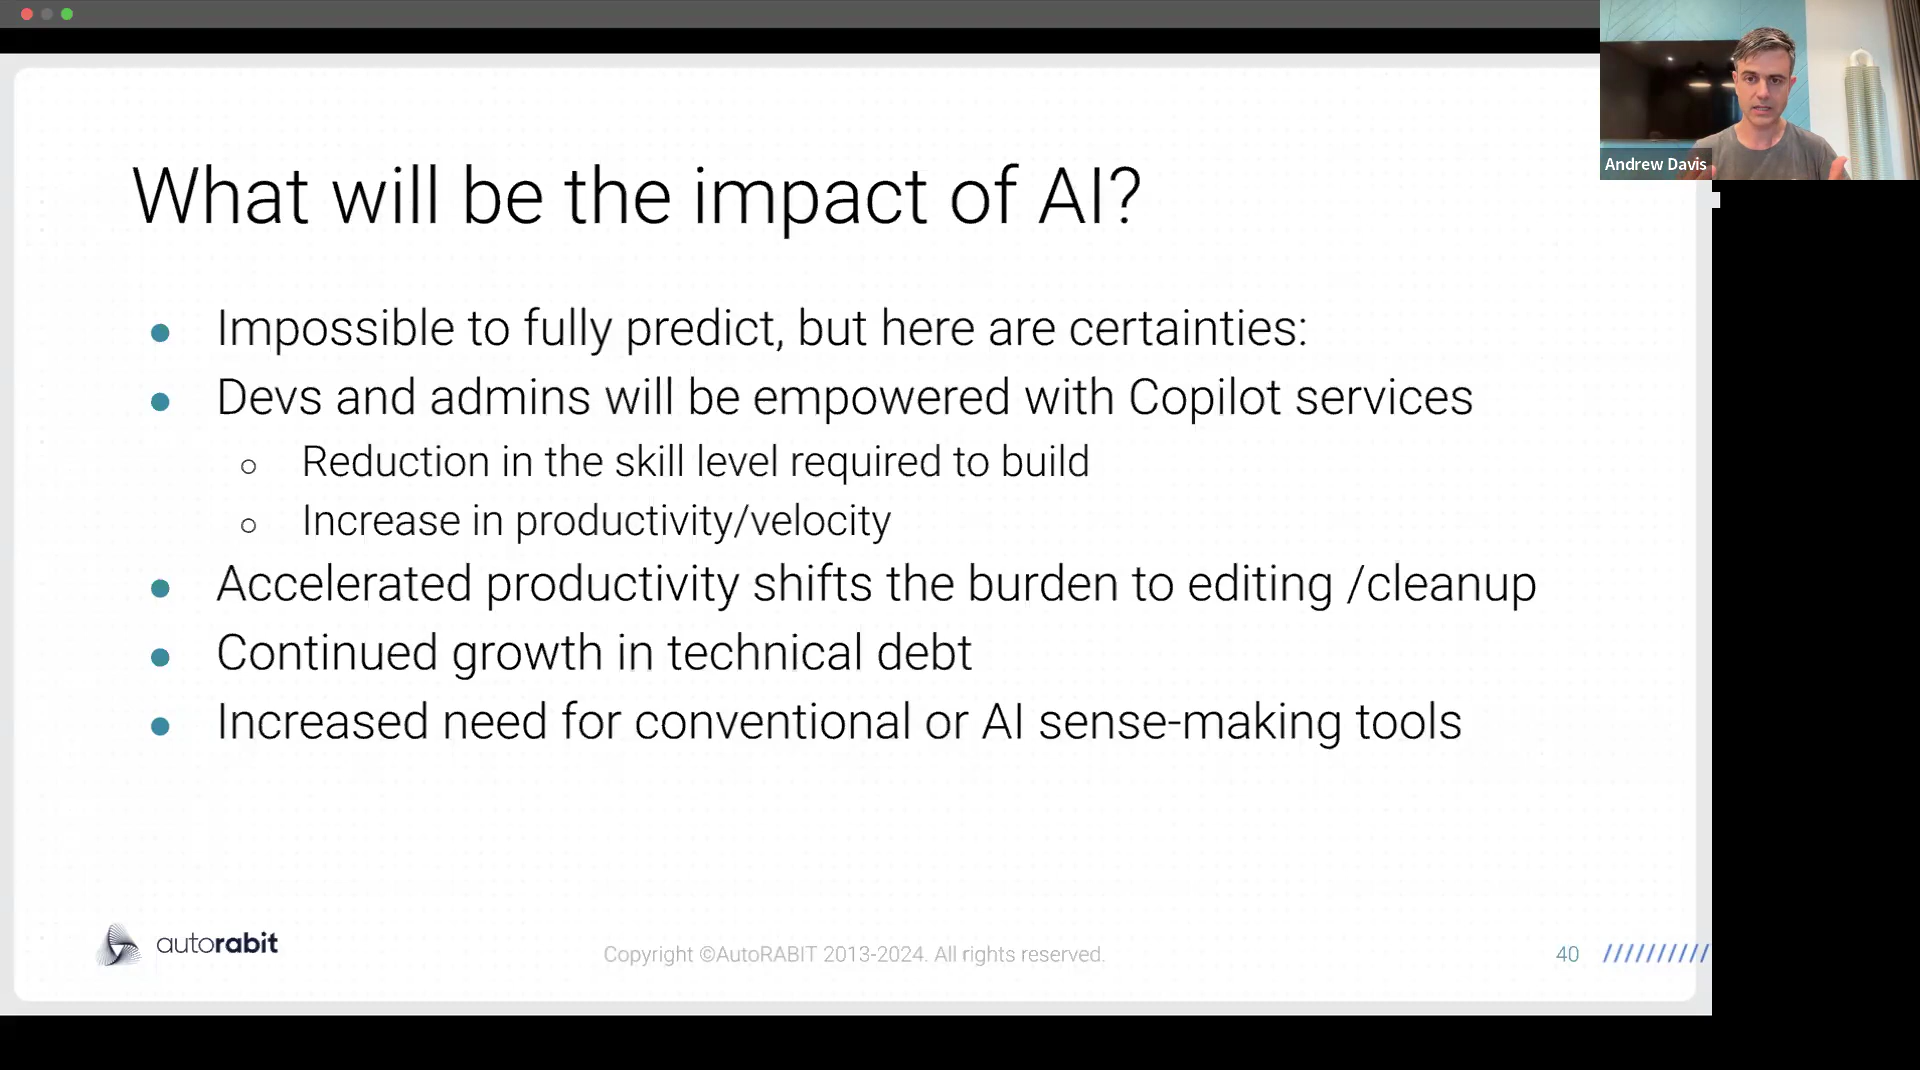 Andrew Davis
What will be the impact of AI?
Impossible to fully predict, but here are certainties:
Devs and admins will be empowered with Copilot services
Reduction in the skill level required to build
Increase in productivity/velocity
Accelerated productivity shifts the burden to editing /cleanup
Continued growth in technical debt
Increased need for conventional or AI sense-making tools
autorabit
Copyright ©AutoRABIT 2013-2024. All rights reserved.
40 //////////